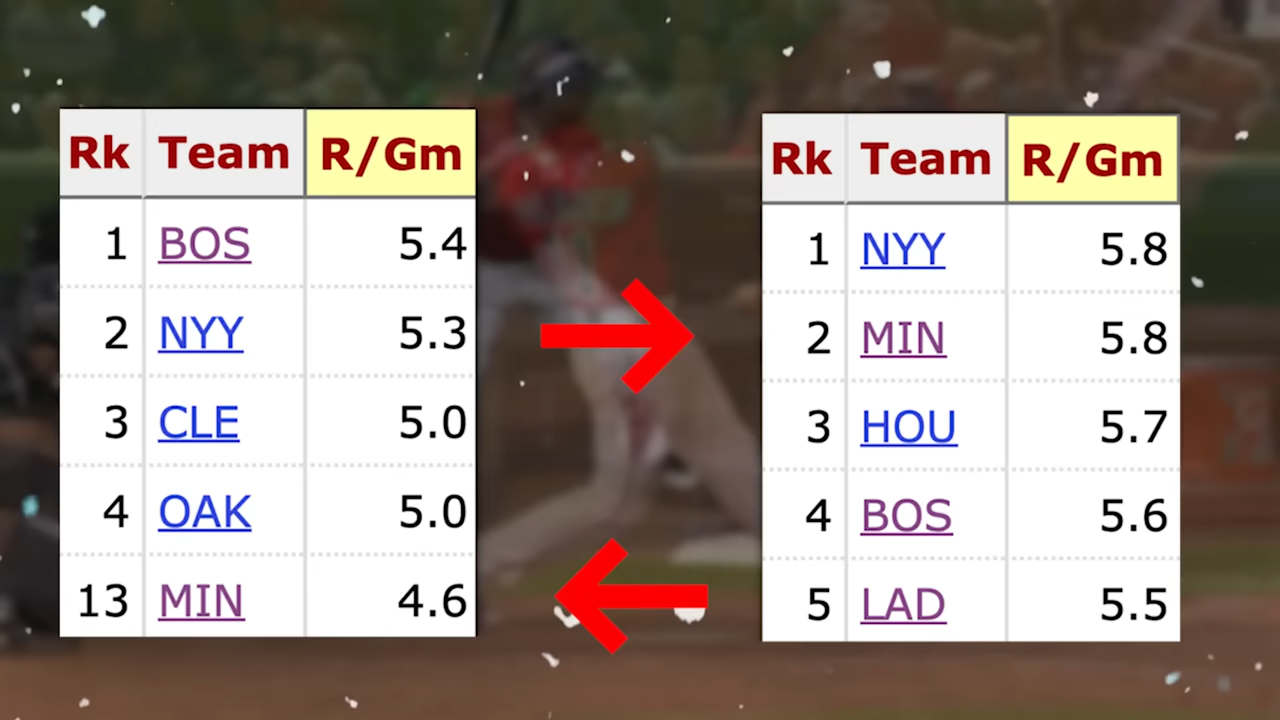 Rk Team R/Gm
1 BOS 5.4
2 NYY 5.3
3 CLE 5.0
4 OAK 5.0
13 MIN 4.6
Rk Team R/Gm
1 NYY 5.8
2 MIN 5.8
3 HOU 5.7
4 BOS 5.6
5 LAD 5.5